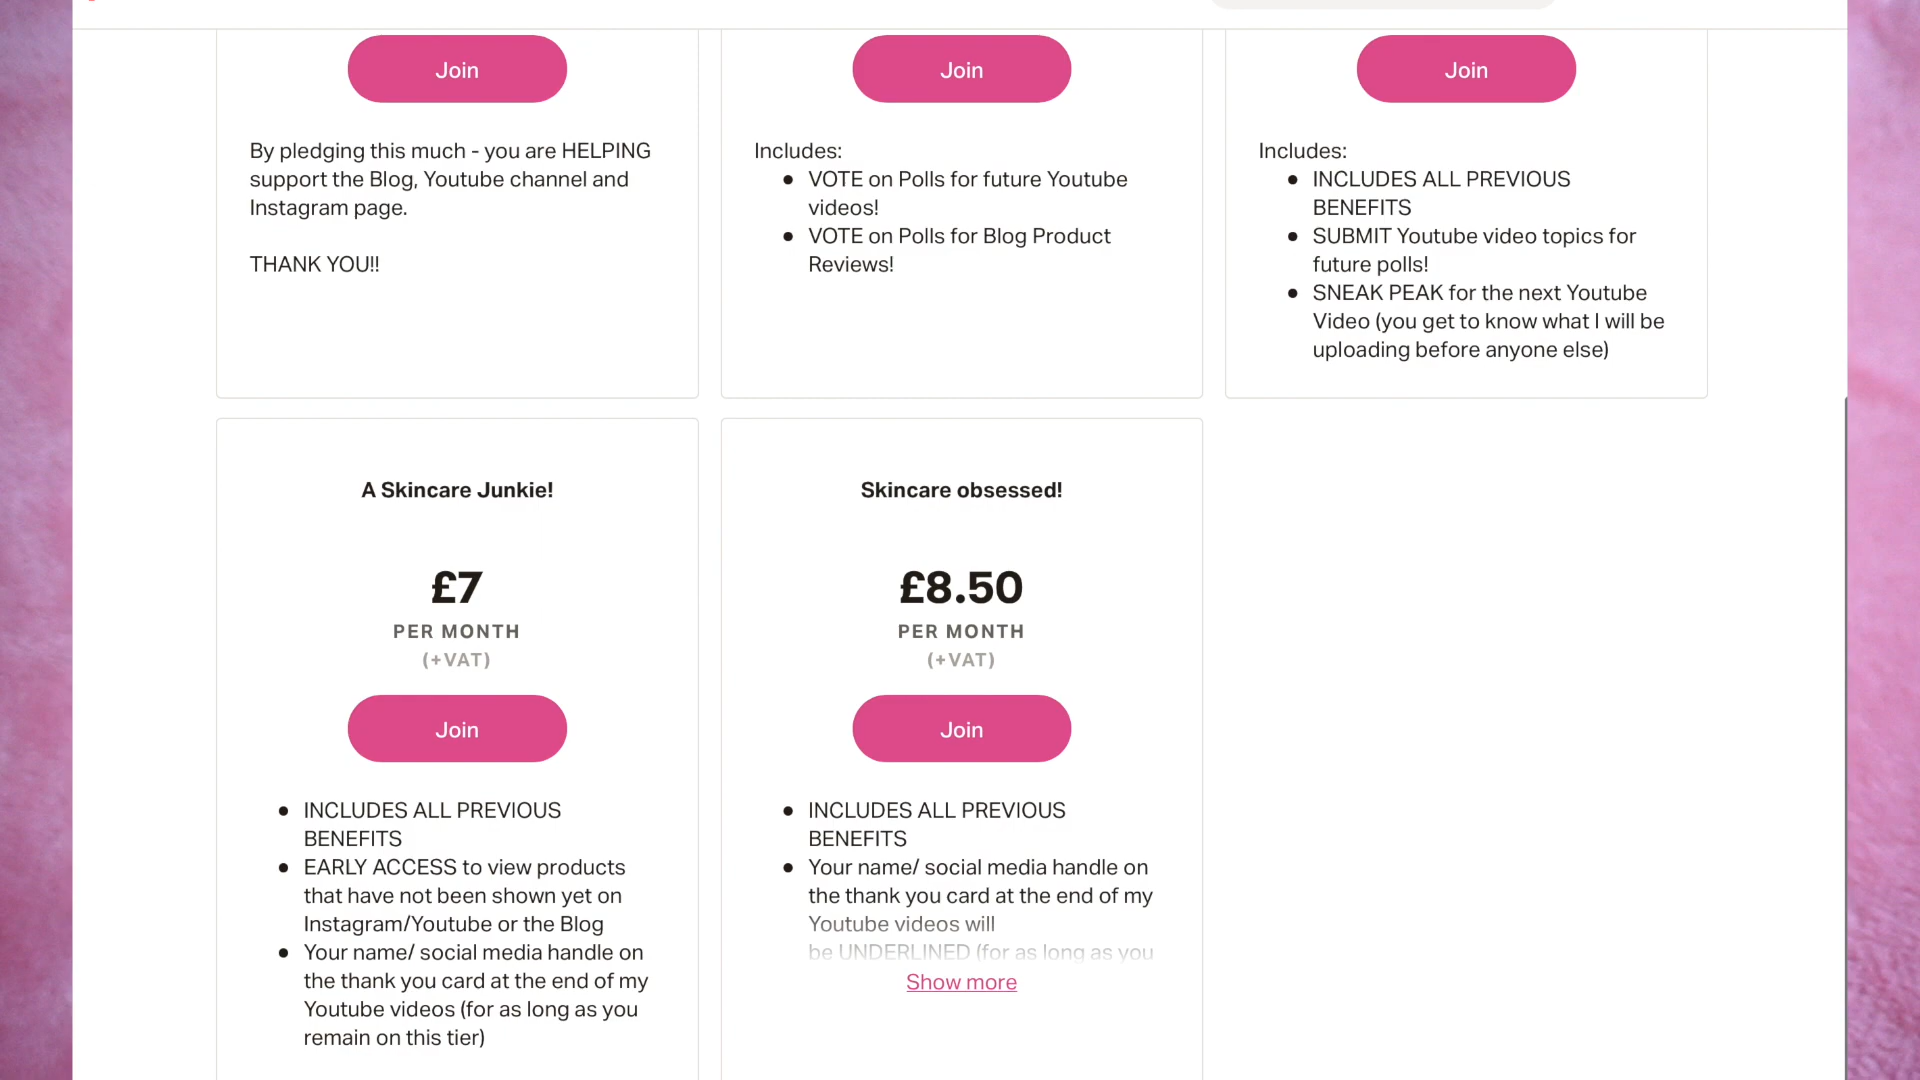 Join
Join
Join
By pledging this much - you are HELPING
support the Blog, Youtube channel and
Instagram page.
THANK YOU!!
Includes:
VOTE on Polls for future Youtube
videos!
VOTE on Polls for Blog Product
Reviews!
Includes:
INCLUDES ALL PREVIOUS
BENEFITS
SUBMIT Youtube video topics for
future polls!
SNEAK PEAK for the next Youtube
Video (you get to know what I will be
uploading before anyone else)
A Skincare Junkie!
£7
PER MONTH
(+VAT)
Join
INCLUDES ALL PREVIOUS
BENEFITS
EARLY ACCESS to view products
that have not been shown yet on
Instagram/Youtube or the Blog
Your name/ social media handle on
the thank you card at the end of my
Youtube videos (for as long as you
remain on this tier)
Skincare obsessed!
£8.50
PER MONTH
(+VAT)
Join
INCLUDES ALL PREVIOUS
BENEFITS
Your name/ social media handle on
the thank you card at the end of my
Youtube videos will
be UNDERLINED (for as long as you
Show more